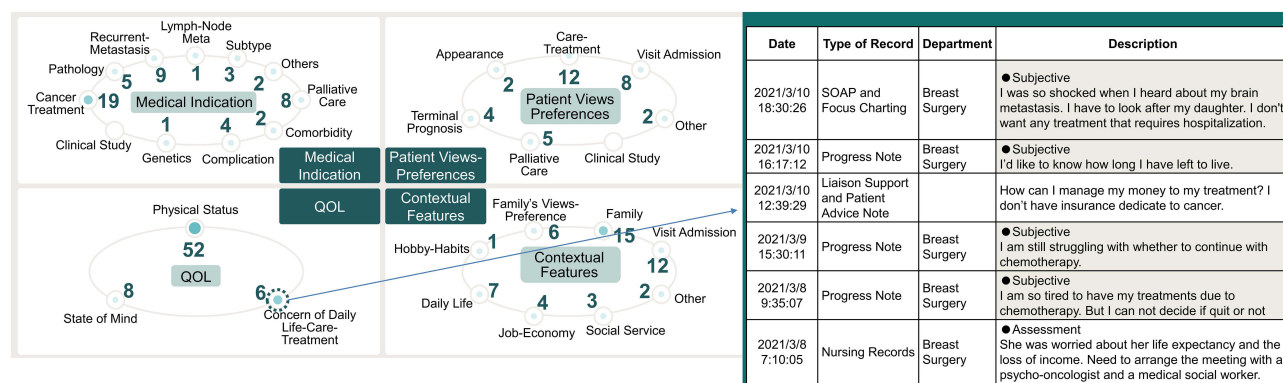 Lymph-Node
Meta
Recurrent-
Metastasis
Subtype
Pathology
Others
5
9
1
3
2
Cancer
Treatment
19
Medical Indication
8
Palliative
Care
1
4
2
Comorbidity
Clinical Study
Genetics
Complication
Care-
Treatment
Appearance
Visit Admission
2
12
8
Patient Views
Preferences
Terminal
Prognosis
4
5
2
Other
Palliative
Care
Clinical Study
Medical
Indication
Patient Views-
Preferences
QOL
Contextual
Features
Physical Status
52
QOL
8
6
State of Mind
Concern of Daily
Life-Care-
Treatment
Family's Views-
Preference
Family
6
15
Visit Admission
Hobby-Habits
1
Contextual
Features
12
Daily Life
7
4
3
2
Other
Job-Economy
Social Service
Date
Type of Record
Department
Description
2021/3/10
18:30:26
SOAP and
Focus Charting
Breast
Surgery
●Subjective
I was so shocked when I heard about my brain
metastasis. I have to look after my daughter. I don't
want any treatment that requires hospitalization.
2021/3/10
16:17:12
Progress Note
Breast
Surgery
●Subjective
I'd like to know how long I have left to live.
2021/3/10
12:39:29
Liaison Support
and Patient
Advice Note
How can I manage my money to my treatment? I
don't have insurance dedicate to cancer.
2021/3/9
15:30:11
Progress Note
Breast
Surgery
●Subjective
I am still struggling with whether to continue with
chemotherapy.
2021/3/8
9:35:07
Progress Note
Breast
Surgery
●Subjective
I am so tired to have my treatments due to
chemotherapy. But I can not decide if quit or not
2021/3/8
7:10:05
Nursing Records
Breast
Surgery
●Assessment
She was worried about her life expectancy and the
loss of income. Need to arrange the meeting with a
psycho-oncologist and a medical social worker.